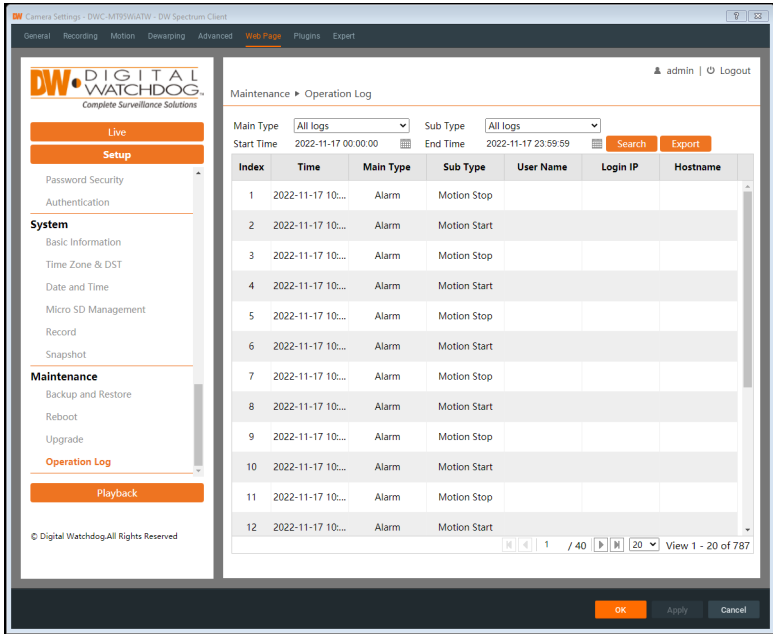 DW Camera Settings - DWC-MT95WiATW - DW Spectrum Client
General Recording Motion Dewarping Advanced Web Page Plugins Expert
DW DIGITAL
WATCHDOG
Complete Surveillance Solutions
admin | Logout
Maintenance ▸ Operation Log
Live
Setup
Password Security
Authentication
System
Basic Information
Time Zone & DST
Date and Time
Micro SD Management
Record
Snapshot
Maintenance
Backup and Restore
Reboot
Upgrade
Operation Log
Playback
© Digital Watchdog.All Rights Reserved
Main Type All logs Sub Type All logs
Start Time 2022-11-17 00:00:00 End Time 2022-11-17 23:59:59 Search Export
Index Time Main Type Sub Type User Name Login IP Hostname
1 2022-11-17 10:... Alarm Motion Stop
2 2022-11-17 10:... Alarm Motion Start
3 2022-11-17 10:... Alarm Motion Stop
4 2022-11-17 10:... Alarm Motion Start
5 2022-11-17 10:... Alarm Motion Stop
6 2022-11-17 10:... Alarm Motion Start
7 2022-11-17 10:... Alarm Motion Stop
8 2022-11-17 10:... Alarm Motion Start
9 2022-11-17 10:... Alarm Motion Stop
10 2022-11-17 10:... Alarm Motion Start
11 2022-11-17 10:... Alarm Motion Stop
12 2022-11-17 10:... Alarm Motion Start
1 / 40 20 View 1 - 20 of 787
OK Apply Cancel